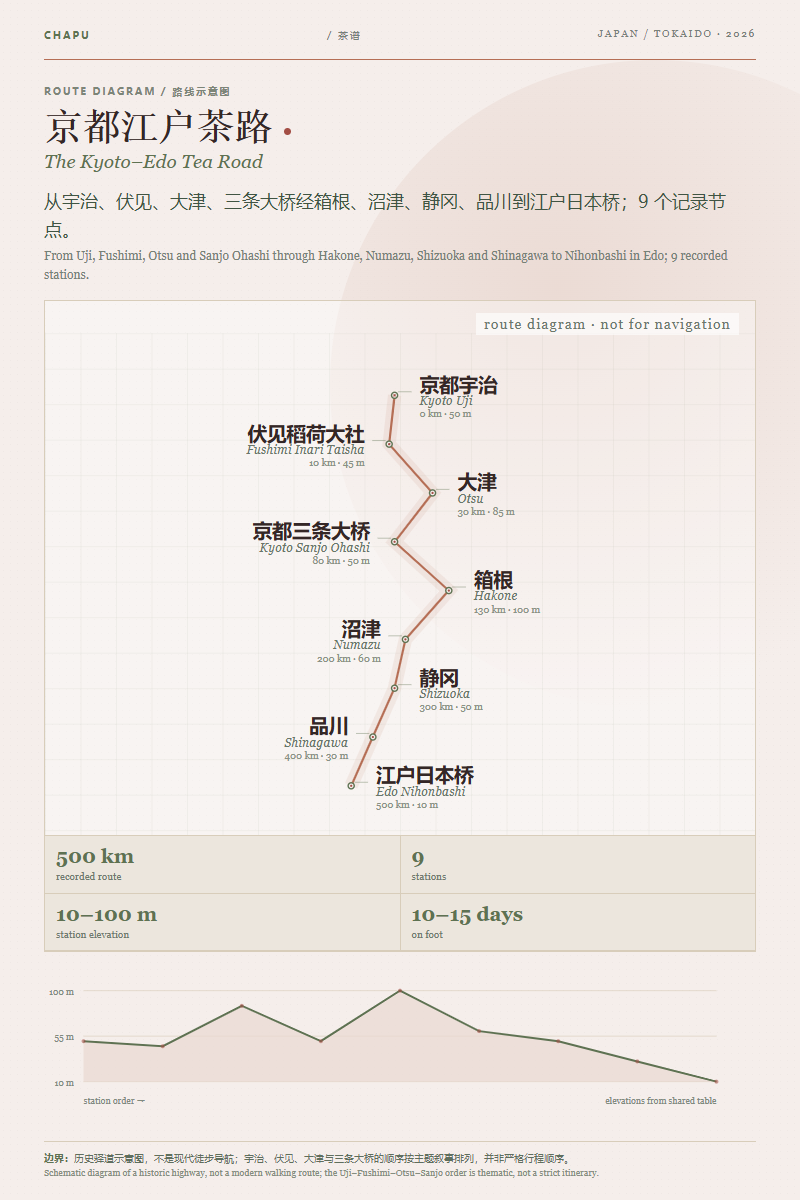 CHAPU
/ 茶谱
JAPAN / TOKAIDO · 2026
ROUTE DIAGRAM / 路线示意图
京都江户茶路
The Kyoto–Edo Tea Road
从宇治、伏见、大津、三条大桥经箱根、沼津、静冈、品川到江户日本桥；9 个记录节
点。
From Uji, Fushimi, Otsu and Sanjo Ohashi through Hakone, Numazu, Shizuoka and Shinagawa to Nihonbashi in Edo; 9 recorded
stations.
route diagram · not for navigation
京都宇治
Kyoto Uji
0 km · 50 m
伏见稻荷大社
Fushimi Inari Taisha
10 km · 45 m
大津
Otsu
30 km · 85 m
京都三条大桥
Kyoto Sanjo Ohashi
80 km · 50 m
箱根
Hakone
130 km · 100 m
沼津
Numazu
200 km · 60 m
静冈
Shizuoka
300 km · 50 m
品川
Shinagawa
400 km · 30 m
江户日本桥
Edo Nihonbashi
500 km · 10 m
500 km
recorded route
9
stations
10–100 m
station elevation
10–15 days
on foot
100 m
55 m
10 m
station order →
elevations from shared table
边界：历史驿道示意图，不是现代徒步导航；宇治、伏见、大津与三条大桥的顺序按主题叙事排列，并非严格行程顺序。
Schematic diagram of a historic highway, not a modern walking route; the Uji–Fushimi–Otsu–Sanjo order is thematic, not a strict itinerary.